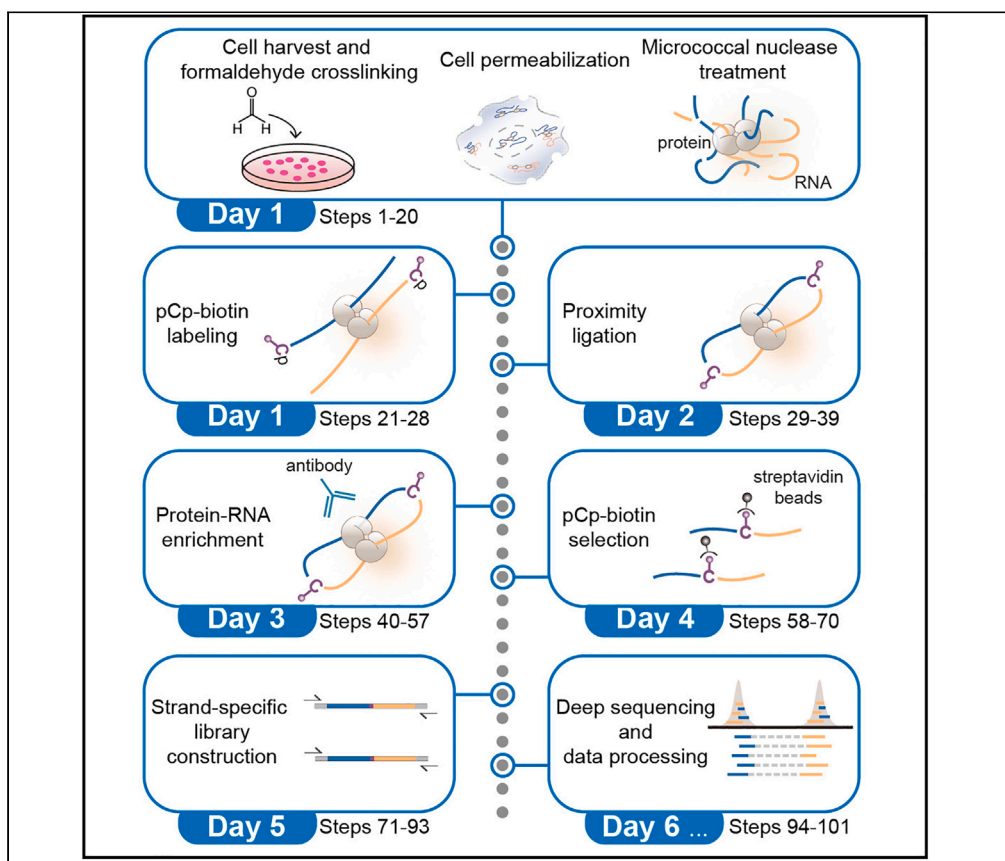 Cell harvest and
formaldehyde crosslinking
O
H H
Cell permeabilization
Micrococcal nuclease
treatment
protein
RNA
Day 1 Steps 1-20
pCp-biotin
labeling
Cp
Cp
Day 1 Steps 21-28
Proximity
ligation
C
C
Day 2 Steps 29-39
antibody
Protein-RNA
enrichment
C
C
Day 3 Steps 40-57
streptavidin
beads
pCp-biotin
selection
C
C
Day 4 Steps 58-70
Strand-specific
library
construction
Day 5 Steps 71-93
Deep sequencing
and
data processing
Day 6 ... Steps 94-101